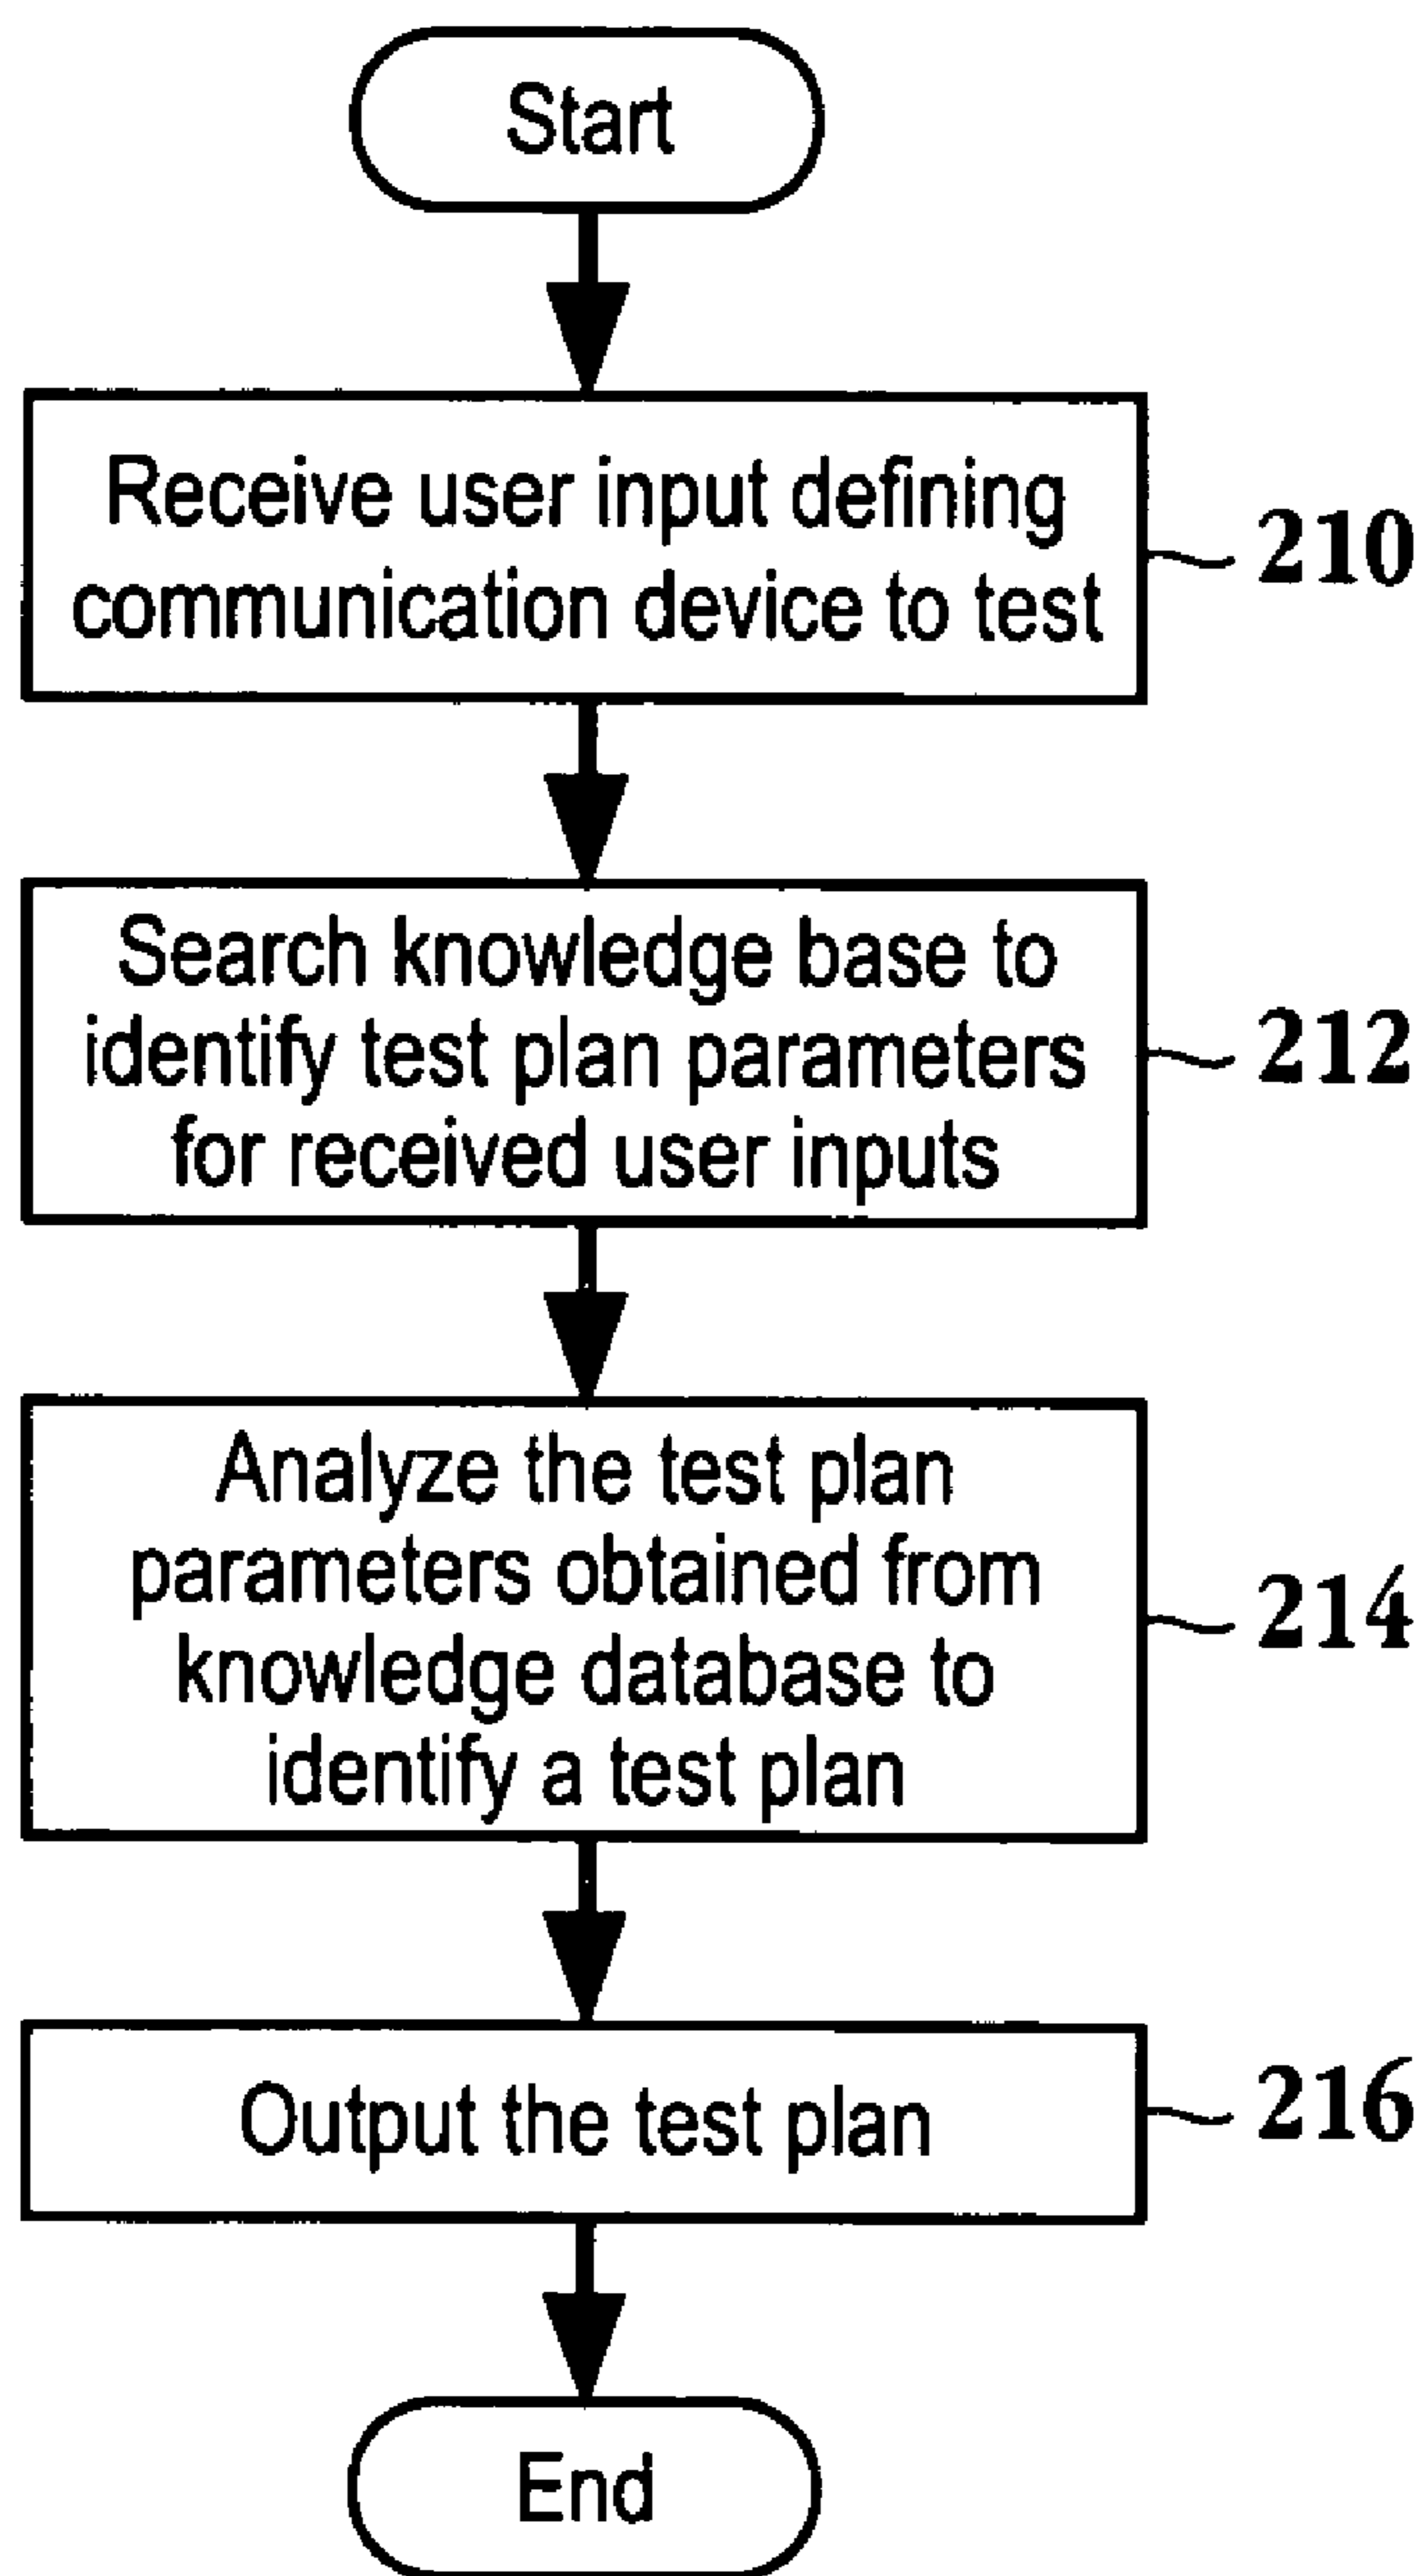 Start
Receive user input defining
communication device to test
210
Search knowledge base to
identify test plan parameters
for received user inputs
212
Analyze the test plan
parameters obtained from
knowledge database to
identify a test plan
214
Output the test plan
216
End